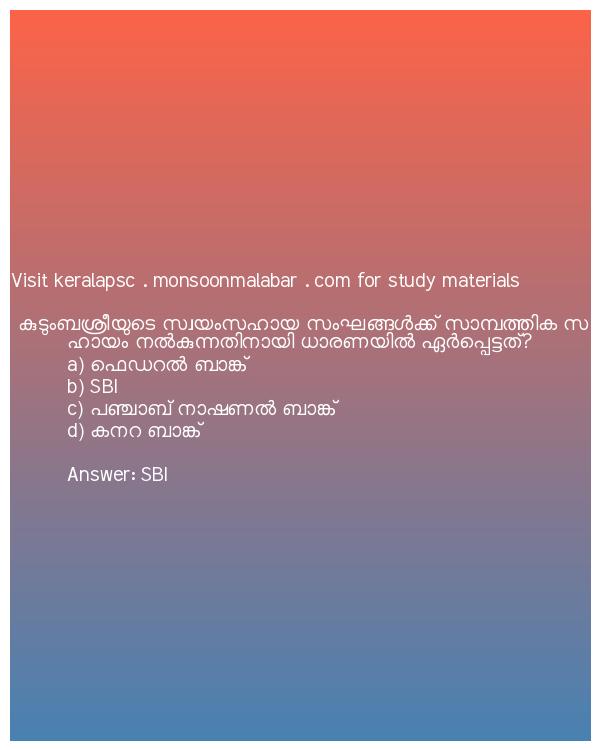 Visit keralapsc . monsoonmalabar . com for study materials
കുടുംബശ്രീയുടെ സ്വയംസഹായ സംഘങ്ങൾക്ക് സാമ്പത്തിക സ
ഹായം നൽകുന്നതിനായി ധാരണയിൽ ഏർപ്പെട്ടത്?
a) ഫെഡറൽ ബാങ്ക്
b) SBI
c) പഞ്ചാബ് നാഷണൽ ബാങ്ക്
d) കനറ ബാങ്ക്
Answer: SBI